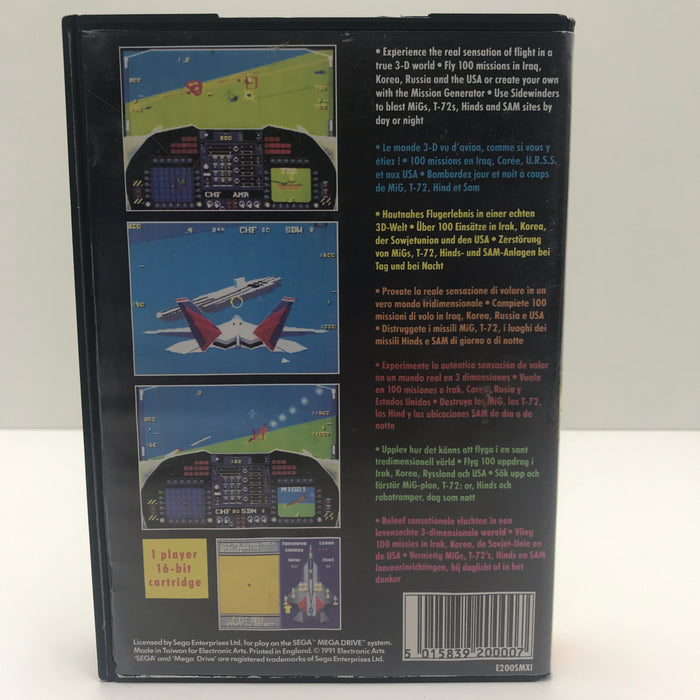 • Experience the real sensation of flight in a
true 3-D world • Fly 100 missions in Iraq,
Korea, Russia and the USA or create your own
with the Mission Generator • Use Sidewinders
to blast MiGs, T-72s, Hinds and SAM sites by
day or night
• Le monde 3-D vu d'avion, comme si vous y
étiez ! • 100 missions en Iraq, Corée, U.R.S.S.
et aux USA • Bombardez jour et nuit à coups
de MiG, T-72, Hind et Sam
• Hautnahes Flugerlebnis in einer echten
3D-Welt • Über 100 Einsätze in Irak, Korea,
der Sowjetunion und den USA • Zerstörung
von MiGs, T-72, Hinds- und SAM-Anlagen bei
Tag und bei Nacht
• Provate la reale sensazione di volare in un
vero mondo tridimensionale • Compiete 100
missioni di volo in Iraq, Korea, Russia e USA
• Distruggete i missili MiG, T-72, i luoghi dei
missili Hinds e SAM di giorno o di notte
• Experimente la auténtica sensación de volar
en un mundo real en 3 dimensiones • Vuele
en 100 misiones a Irak, Corea, Rusia y
Estados Unidos • Destruya los MiG, los T-72,
los Hind y las ubicaciones SAM de día o de
notte
• Upplev hur det känns att flyga i en sant
tredimensionell värld • Flyg 100 uppdrag i
Irak, Korea, Ryssland och USA • Sök upp och
förstör MiG-plan, T-72: or, Hinds och
robotramper, dag som natt
• Beleef sensationele vluchten in een
levensechte 3-dimensionale wereld • Vlieg
100 missies in Irak, Korea, de Sovjet-Unie en
de USA • Vernietig MiGs, T-72's, Hinds en SAM
lanceerinrichtingen, bij daglicht of in het
donker
CHF AMR
CHF SDW
MIG21
CHF SDW
1 player
16-bit
cartridge
Licensed by Sega Enterprises Ltd, for play on the SEGA™ MEGA DRIVE™ system.
Made in Taiwan for Electronic Arts. Printed in England. © 1991 Electronic Arts
'SEGA' and 'Mega Drive' are registered trademarks of Sega Enterprises Ltd.
5 015839 200007
E200SMXI